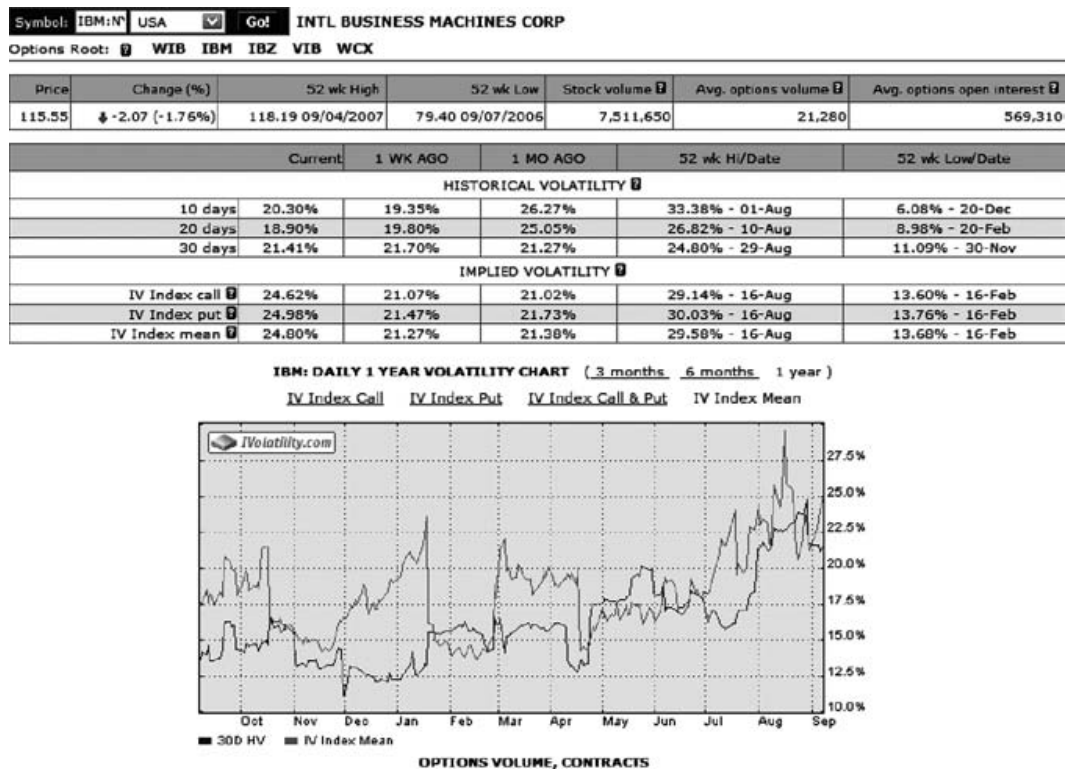 Symbol: IBM:N USA Go! INTL BUSINESS MACHINES CORP
Options Root: ? WIB IBM IBZ VIB WCX
Price Change (%) 52 wk High 52 wk Low Stock volume ? Avg. options volume ? Avg. options open interest ?
115.55 -2.07 (-1.76%) 118.19 09/04/2007 79.40 09/07/2006 7,511,650 21,280 569,310
Current 1 WK AGO 1 MO AGO 52 wk Hi/Date 52 wk Low/Date
HISTORICAL VOLATILITY ?
10 days 20.30% 19.35% 26.27% 33.38% - 01-Aug 6.08% - 20-Dec
20 days 18.90% 19.80% 25.05% 26.82% - 10-Aug 8.98% - 20-Feb
30 days 21.41% 21.70% 21.27% 24.80% - 29-Aug 11.09% - 30-Nov
IMPLIED VOLATILITY ?
IV Index call ? 24.62% 21.07% 21.02% 29.14% - 16-Aug 13.60% - 16-Feb
IV Index put ? 24.98% 21.47% 21.73% 30.03% - 16-Aug 13.76% - 16-Feb
IV Index mean ? 24.80% 21.27% 21.38% 29.58% - 16-Aug 13.68% - 16-Feb
IBM: DAILY 1 YEAR VOLATILITY CHART ( 3 months 6 months 1 year )
IV Index Call IV Index Put IV Index Call & Put IV Index Mean
IVolatility.com
27.5%
25.0%
22.5%
20.0%
17.5%
15.0%
12.5%
10.0%
Oct Nov Dec Jan Feb Mar Apr May Jun Jul Aug Sep
30D HV IV Index Mean
OPTIONS VOLUME, CONTRACTS